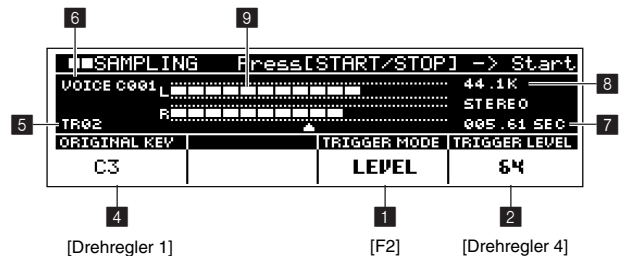 6 9
■■SAMPLING Press[START/STOP] -> Start
VOICE C001 L 44.1K 8
R STEREO
5 TR02 005.61 SEC 7
ORIGINAL KEY TRIGGER MODE TRIGGER LEVEL
C3 LEVEL 64
4 1 2
[Drehregler 1] [F2] [Drehregler 4]